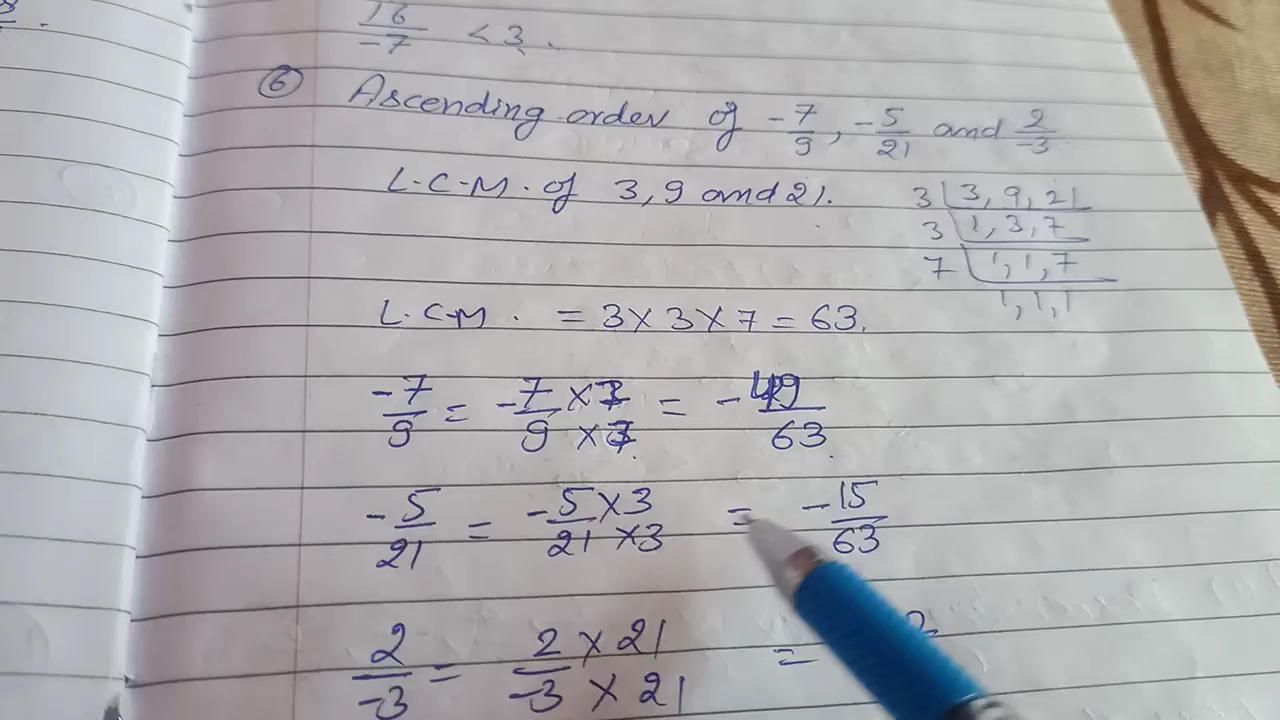 16/-7 < 3.
⑥ Ascending order of -7/9, -5/21 and 2/-3
L.C.M. of 3, 9 and 21.
3 | 3, 9, 21
3 | 1, 3, 7
7 | 1, 1, 7
1, 1, 1
L.C.M. = 3 × 3 × 7 = 63.
-7/9 = -7/9 ×7/×7 = -49/63
-5/21 = -5/21 ×3/×3 = -15/63
2/-3 = 2/-3 × 21/× 21 =